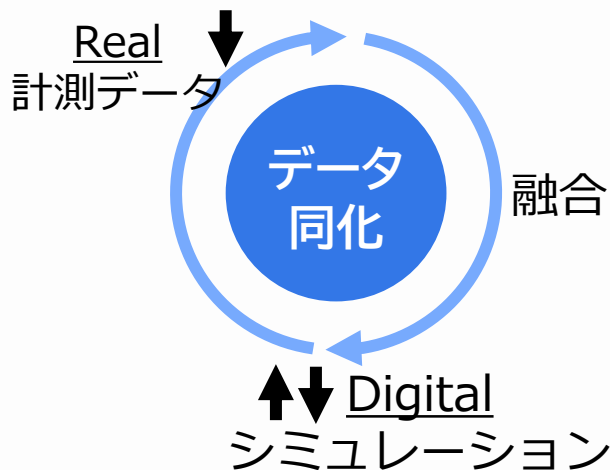 Real
計測データ
データ
同化
融合
Digital
シミュレーション